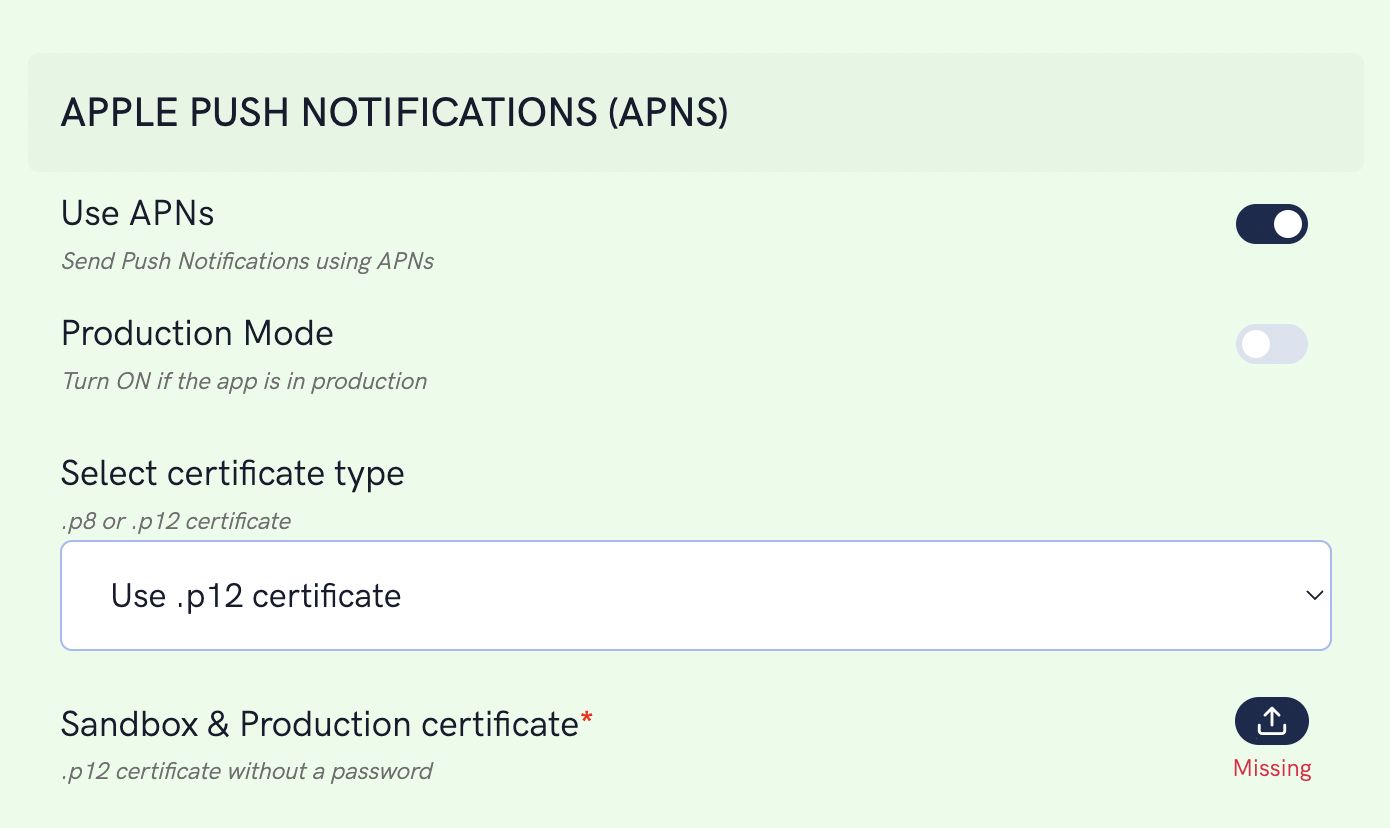 APPLE PUSH NOTIFICATIONS (APNS)
Use APNs
Send Push Notifications using APNs
Production Mode
Turn ON if the app is in production
Select certificate type
.p8 or .p12 certificate
Use .p12 certificate
Sandbox & Production certificate*
.p12 certificate without a password
Missing